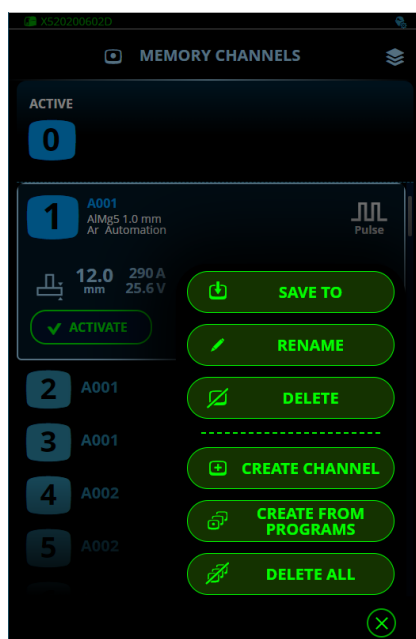 XS20200602D
MEMORY CHANNELS
ACTIVE
0
1
A001
AlMg5 1.0 mm
Ar Automation
Pulse
12.0 mm
290 A
25.6 V
ACTIVATE
SAVE TO
RENAME
2 A001
DELETE
3 A001
CREATE CHANNEL
4 A002
CREATE FROM
PROGRAMS
5 A002
DELETE ALL